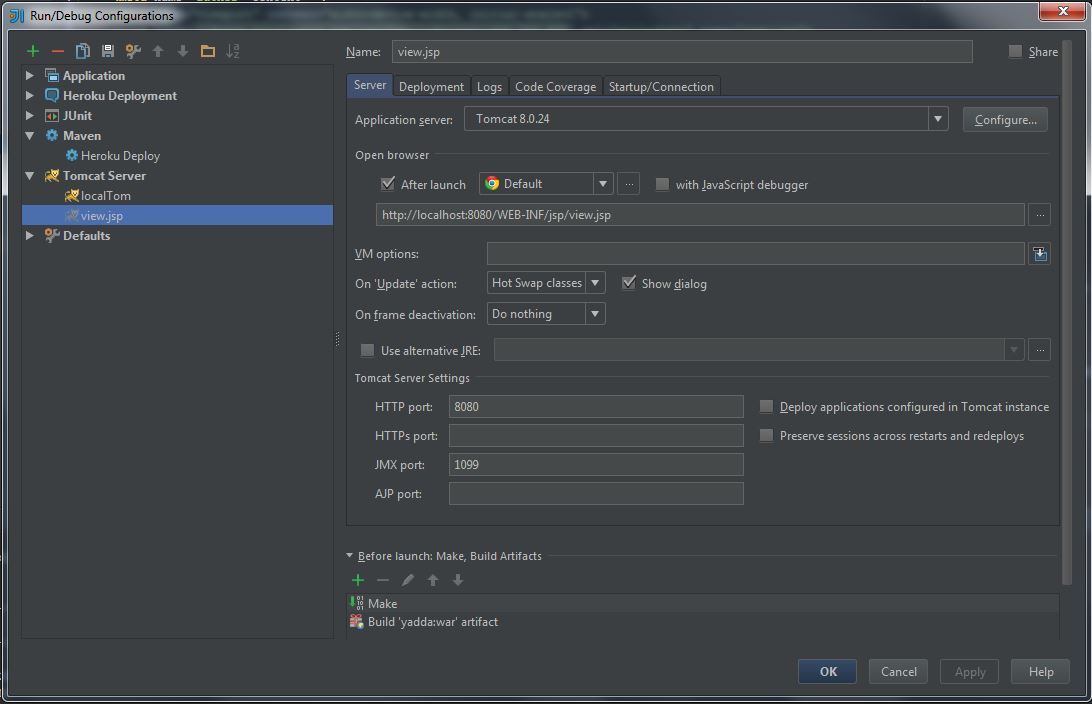 Run/Debug Configurations
Name: view.jsp Share
Application
Heroku Deployment
JUnit
Maven
Heroku Deploy
Tomcat Server
localTom
view.jsp
Defaults
Server Deployment Logs Code Coverage Startup/Connection
Application server: Tomcat 8.0.24 Configure...
Open browser
After launch Default ... with JavaScript debugger
http://localhost:8080/WEB-INF/jsp/view.jsp ...
VM options:
On 'Update' action: Hot Swap classes Show dialog
On frame deactivation: Do nothing
Use alternative JRE: ...
Tomcat Server Settings
HTTP port: 8080 Deploy applications configured in Tomcat instance
HTTPs port: Preserve sessions across restarts and redeploys
JMX port: 1099
AJP port:
Before launch: Make, Build Artifacts
Make
Build 'yadda:war' artifact
OK Cancel Apply Help